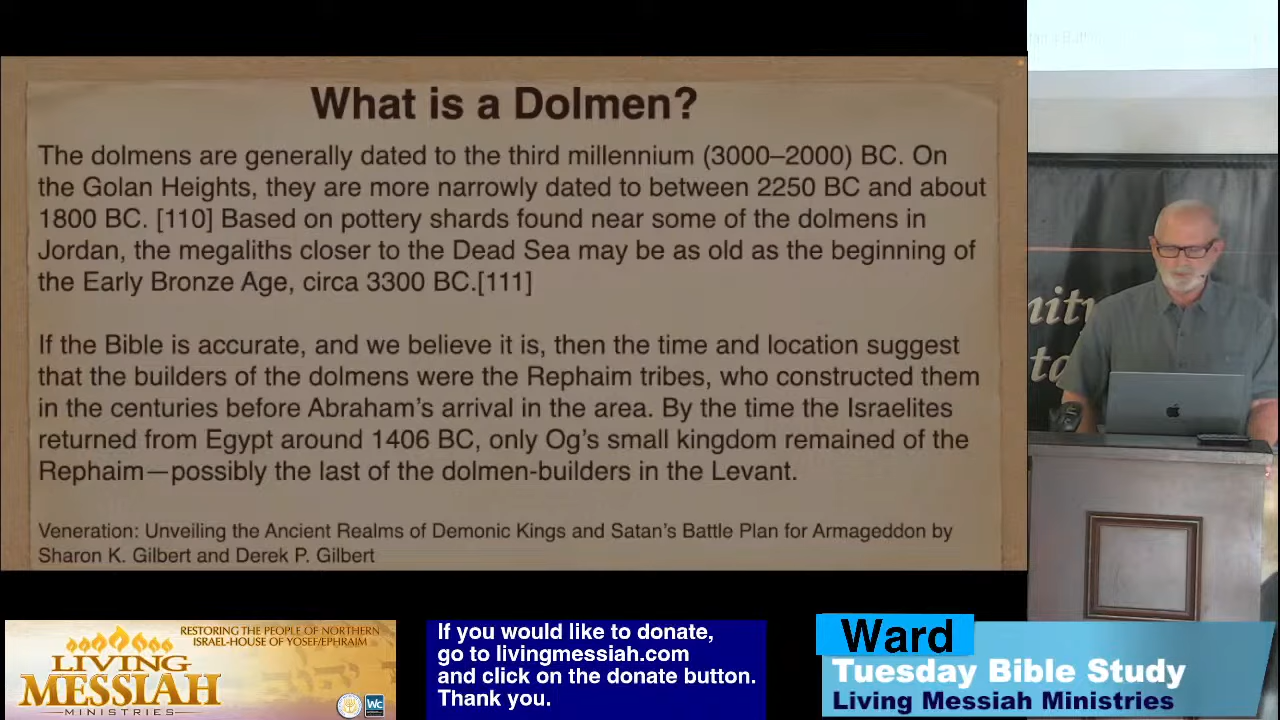 What is a Dolmen?
The dolmens are generally dated to the third millennium (3000–2000) BC. On
the Golan Heights, they are more narrowly dated to between 2250 BC and about
1800 BC. [110] Based on pottery shards found near some of the dolmens in
Jordan, the megaliths closer to the Dead Sea may be as old as the beginning of
the Early Bronze Age, circa 3300 BC.[111]
If the Bible is accurate, and we believe it is, then the time and location suggest
that the builders of the dolmens were the Rephaim tribes, who constructed them
in the centuries before Abraham's arrival in the area. By the time the Israelites
returned from Egypt around 1406 BC, only Og's small kingdom remained of the
Rephaim—possibly the last of the dolmen-builders in the Levant.
Veneration: Unveiling the Ancient Realms of Demonic Kings and Satan's Battle Plan for Armageddon by
Sharon K. Gilbert and Derek P. Gilbert
RESTORING THE PEOPLE OF NORTHERN
ISRAEL-HOUSE OF YOSEF/EPHRAIM
LIVING
MESSIAH
MINISTRIES
WC
If you would like to donate,
go to livingmessiah.com
and click on the donate button.
Thank you.
Ward
Tuesday Bible Study
Living Messiah Ministries